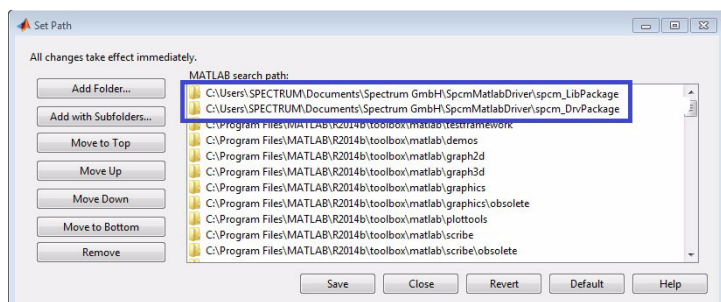 Set Path
All changes take effect immediately.
MATLAB search path:
Add Folder...
Add with Subfolders...
Move to Top
Move Up
Move Down
Move to Bottom
Remove
C:\Users\SPECTRUM\Documents\Spectrum GmbH\SpcmMatlabDriver\spcm_LibPackage
C:\Users\SPECTRUM\Documents\Spectrum GmbH\SpcmMatlabDriver\spcm_DrvPackage
C:\Program Files\MATLAB\R2014b\toolbox\matlab\testframework
C:\Program Files\MATLAB\R2014b\toolbox\matlab\demos
C:\Program Files\MATLAB\R2014b\toolbox\matlab\graph2d
C:\Program Files\MATLAB\R2014b\toolbox\matlab\graph3d
C:\Program Files\MATLAB\R2014b\toolbox\matlab\graphics
C:\Program Files\MATLAB\R2014b\toolbox\matlab\graphics\obsolete
C:\Program Files\MATLAB\R2014b\toolbox\matlab\plottools
C:\Program Files\MATLAB\R2014b\toolbox\matlab\scribe
C:\Program Files\MATLAB\R2014b\toolbox\matlab\scribe\obsolete
Save
Close
Revert
Default
Help